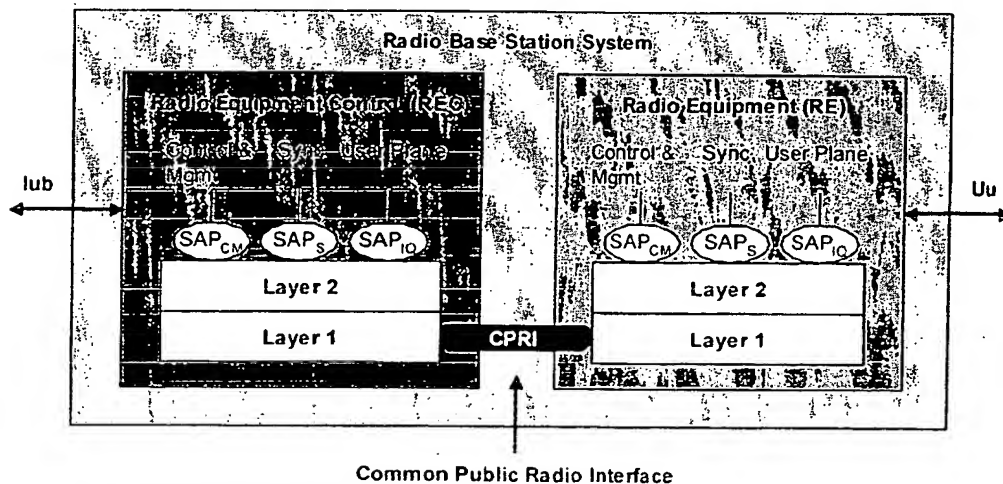 Radio Base Station System
Radio Equipment Control (REC)
Control & Mgmt
Sync
User Plane
SAPCM
SAPS
SAPIQ
Layer 2
Layer 1
Iub
CPRI
Radio Equipment (RE)
Control & Mgmt
Sync
User Plane
SAPCM
SAPS
SAPIQ
Layer 2
Layer 1
Uu
Common Public Radio Interface